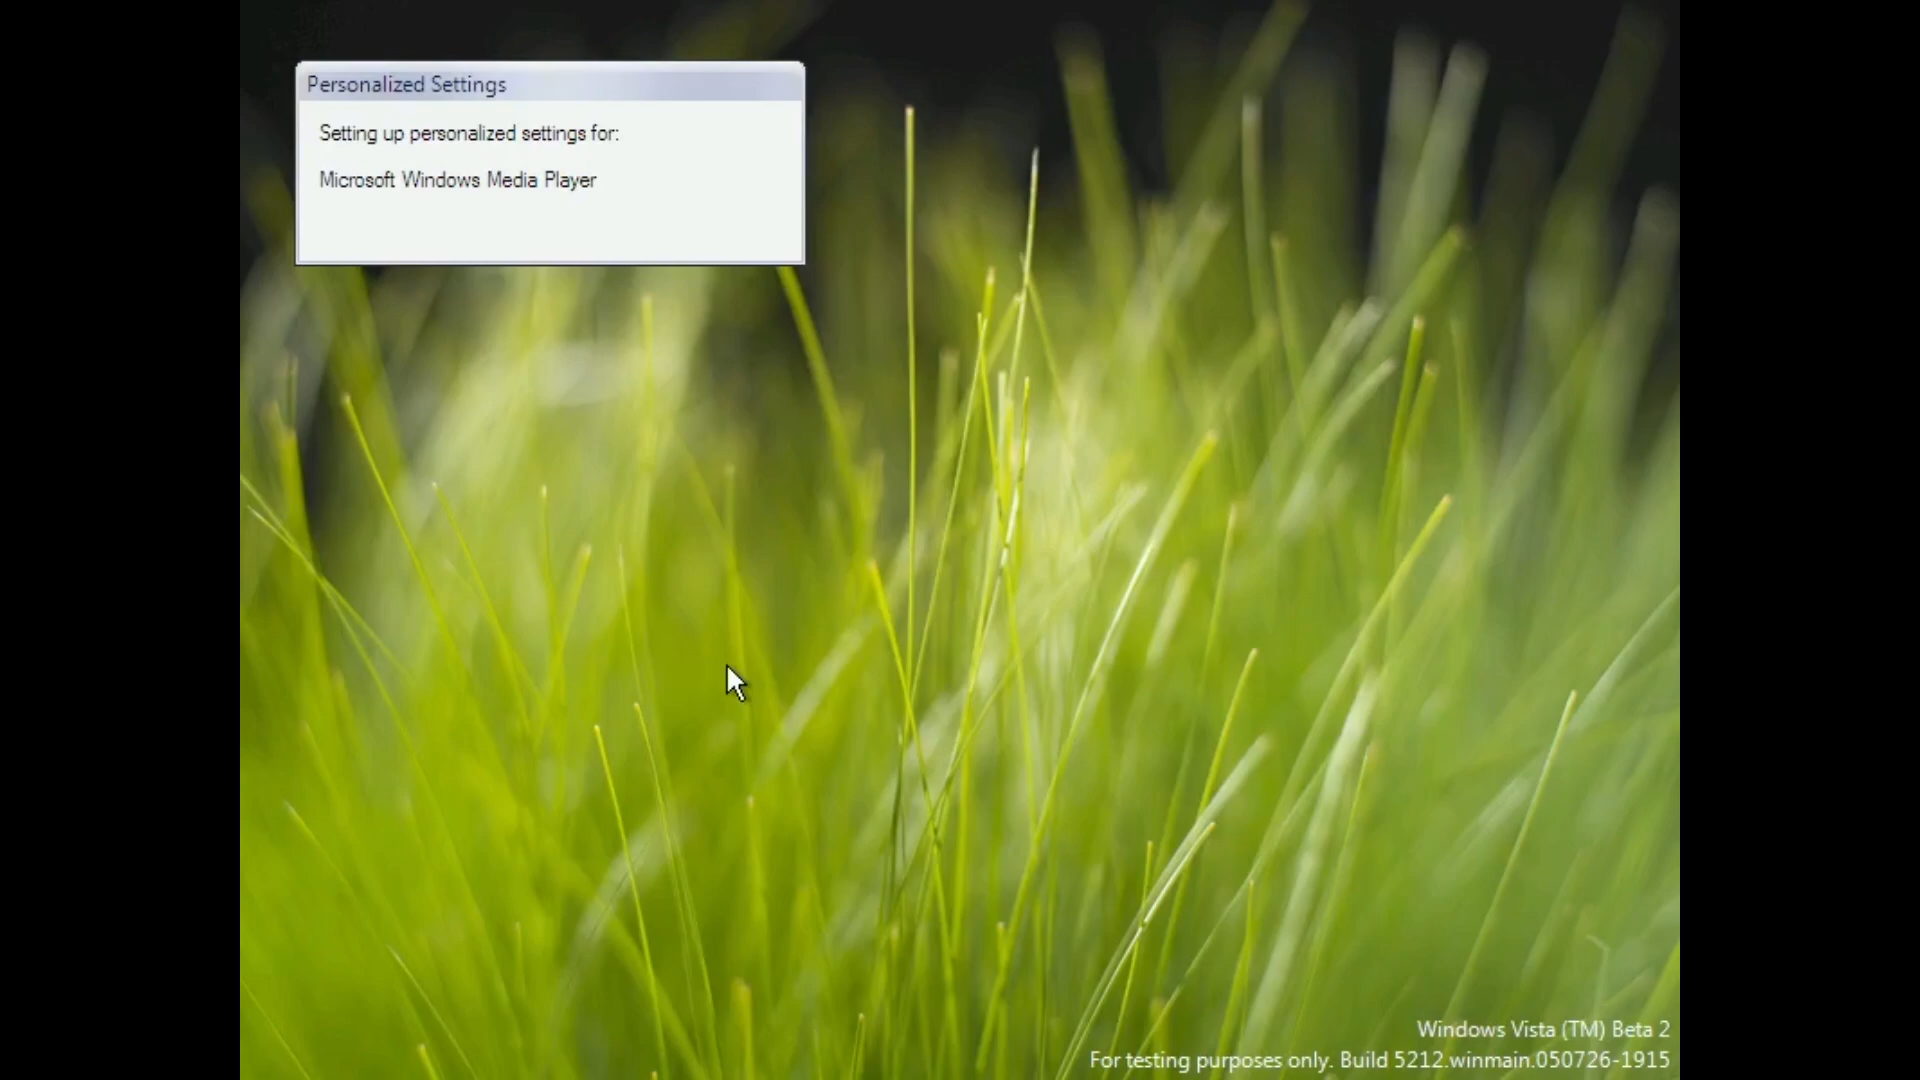 Personalized Settings
Setting up personalized settings for:
Microsoft Windows Media Player
Windows Vista (TM) Beta 2
For testing purposes only. Build 5212.winmain.050726-1915